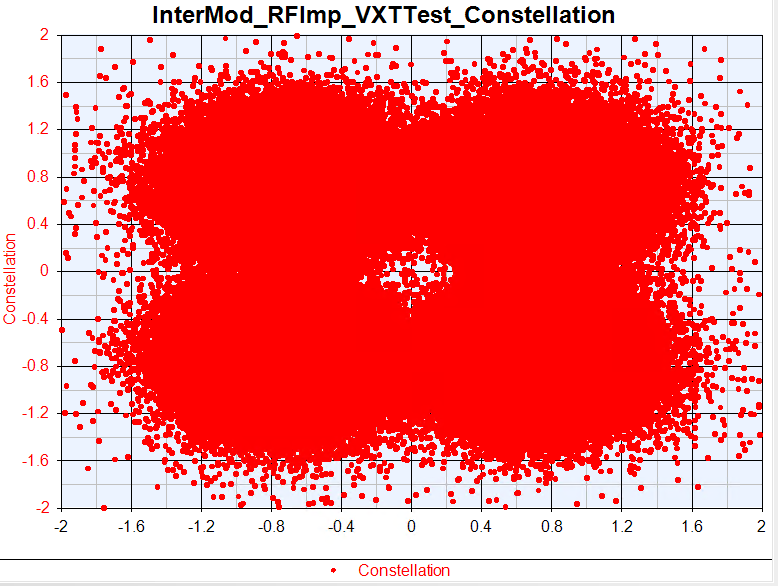 InterMod_RFImp_VXTTest_Constellation
2
1.6
1.2
0.8
0.4
0
-0.4
-0.8
-1.2
-1.6
-2
Constellation
-2 -1.6 -1.2 -0.8 -0.4 0 0.4 0.8 1.2 1.6 2
Constellation